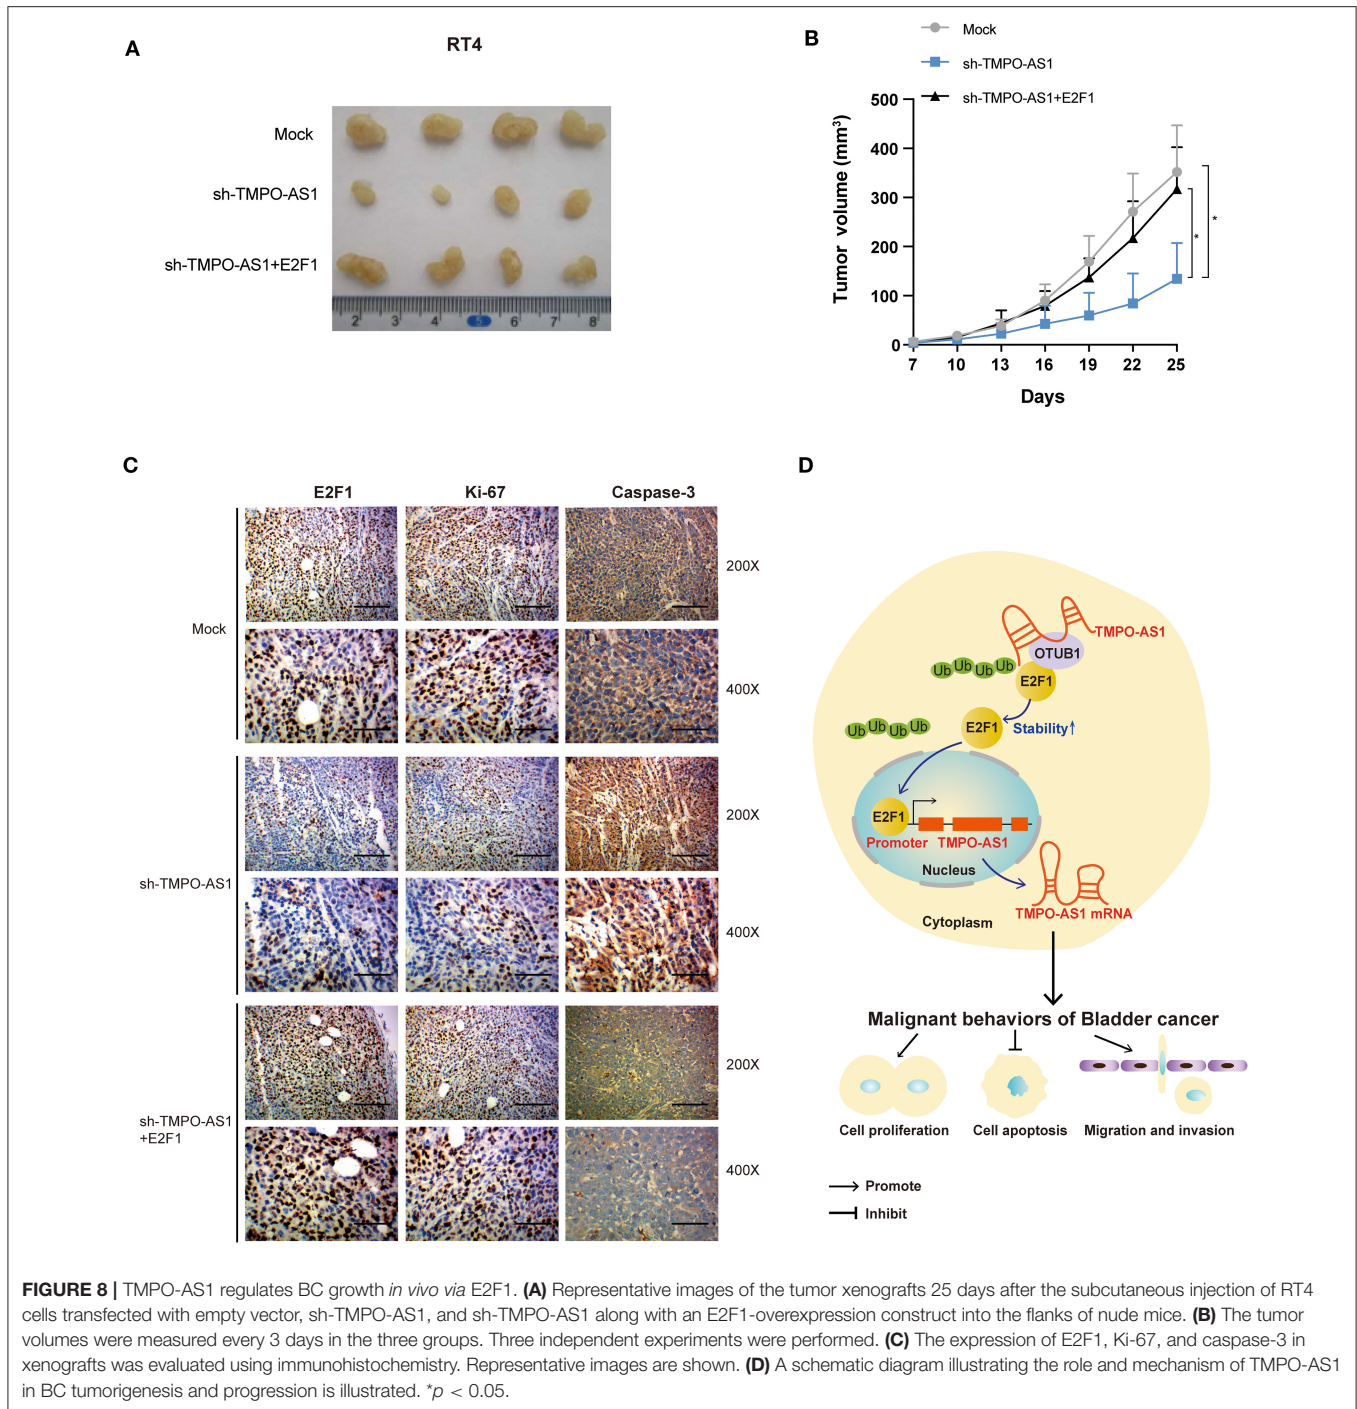 A
RT4
Mock
sh-TMPO-AS1
sh-TMPO-AS1+E2F1
2 3 4 5 6 7 8
B
Mock
sh-TMPO-AS1
sh-TMPO-AS1+E2F1
Tumor volume (mm³)
500
400
300
200
100
0
7 10 13 16 19 22 25
Days
*
*
C
E2F1 Ki-67 Caspase-3
Mock
200X
400X
sh-TMPO-AS1
200X
400X
sh-TMPO-AS1
+E2F1
200X
400X
D
TMPO-AS1
OTUB1
Ub Ub Ub Ub
E2F1
Ub Ub Ub Ub
E2F1
Stability↑
E2F1
Promoter TMPO-AS1
Nucleus
TMPO-AS1 mRNA
Cytoplasm
Malignant behaviors of Bladder cancer
Cell proliferation Cell apoptosis Migration and invasion
Promote
Inhibit
FIGURE 8 | TMPO-AS1 regulates BC growth in vivo via E2F1. (A) Representative images of the tumor xenografts 25 days after the subcutaneous injection of RT4
cells transfected with empty vector, sh-TMPO-AS1, and sh-TMPO-AS1 along with an E2F1-overexpression construct into the flanks of nude mice. (B) The tumor
volumes were measured every 3 days in the three groups. Three independent experiments were performed. (C) The expression of E2F1, Ki-67, and caspase-3 in
xenografts was evaluated using immunohistochemistry. Representative images are shown. (D) A schematic diagram illustrating the role and mechanism of TMPO-AS1
in BC tumorigenesis and progression is illustrated. *p < 0.05.